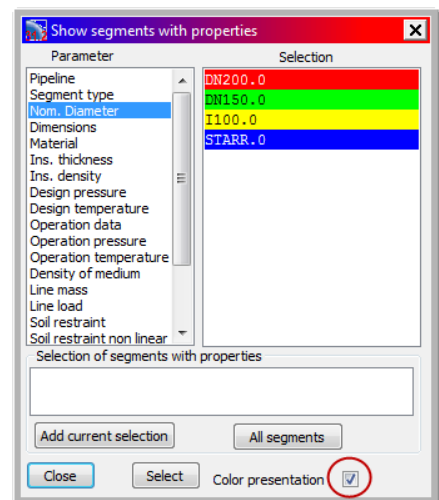 Show segments with properties
Parameter
Selection
Pipeline
Segment type
Nom. Diameter
Dimensions
Material
Ins. thickness
Ins. density
Design pressure
Design temperature
Operation data
Operation pressure
Operation temperature
Density of medium
Line mass
Line load
Soil restraint
Soil restraint non linear
DN200.0
DN150.0
I100.0
STARR.0
Selection of segments with properties
Add current selection
All segments
Close
Select
Color presentation